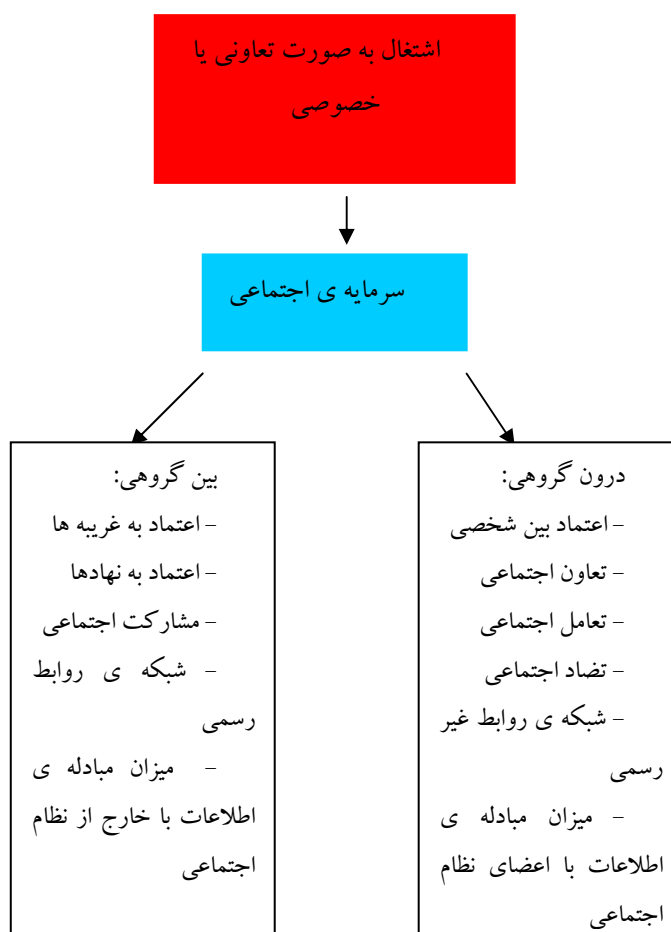 اشتغال به صورت تعاونی یا
خصوصی
سرمایه ی اجتماعی
درون گروهی:
- اعتماد بین شخصی
- تعاون اجتماعی
- تعامل اجتماعی
- تضاد اجتماعی
- شبکه ی روابط غیر
رسمی
- میزان مبادله ی
اطلاعات با اعضای نظام
اجتماعی
بین گروهی:
- اعتماد به غریبه ها
- اعتماد به نهادها
- مشارکت اجتماعی
- شبکه ی روابط
رسمی
- میزان مبادله ی
اطلاعات با خارج از نظام
اجتماعی